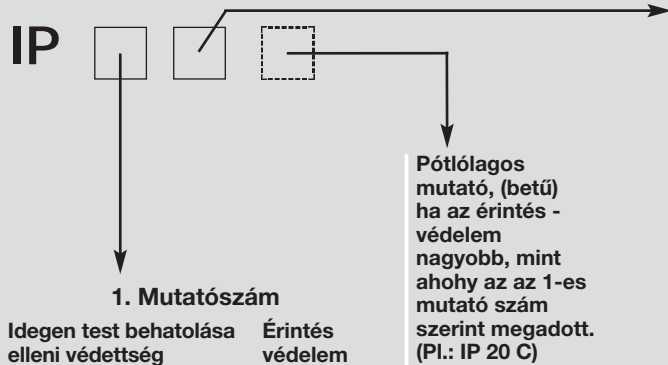 IP
Pótlólagos
mutató, (betű)
ha az érintés -
védelem
nagyobb, mint
ahohy az az 1-es
mutató szám
szerint megadott.
(Pl.: IP 20 C)
1. Mutatószám
Idegen test behatolása
elleni védettség
Érintés
védelem